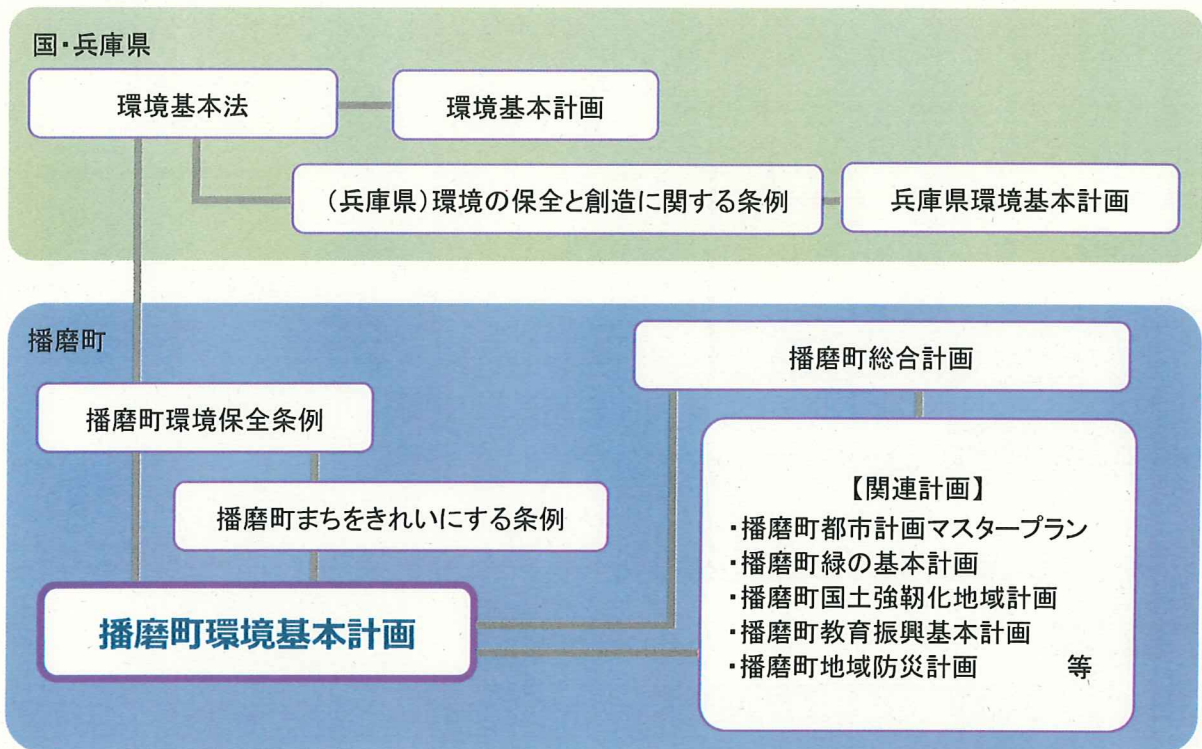 国・兵庫県
環境基本法
環境基本計画
（兵庫県）環境の保全と創造に関する条例
兵庫県環境基本計画
播磨町
播磨町総合計画
播磨町環境保全条例
播磨町まちをきれいにする条例
播磨町環境基本計画
【関連計画】
・播磨町都市計画マスタープラン
・播磨町緑の基本計画
・播磨町国土強靭化地域計画
・播磨町教育振興基本計画
・播磨町地域防災計画　　　等